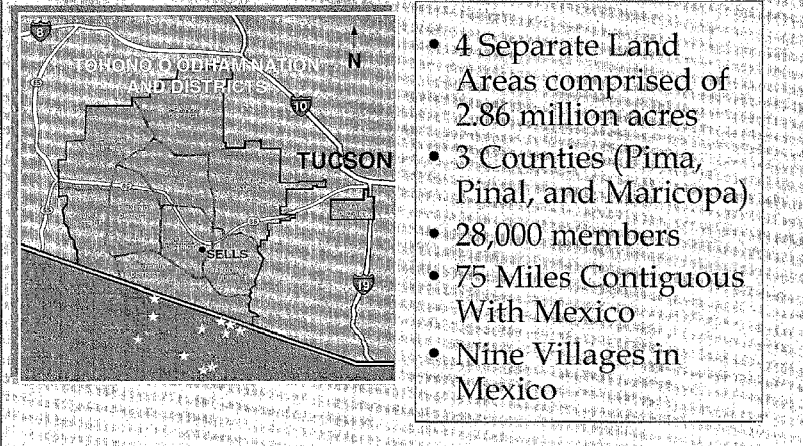 8
TOHONO O'ODHAM NATION
AND DISTRICTS
N
10
TUCSON
SELLS
19
• 4 Separate Land
Areas comprised of
2.86 million acres
• 3 Counties (Pima,
Pinal, and Maricopa)
• 28,000 members
• 75 Miles Contiguous
With Mexico
• Nine Villages in
Mexico